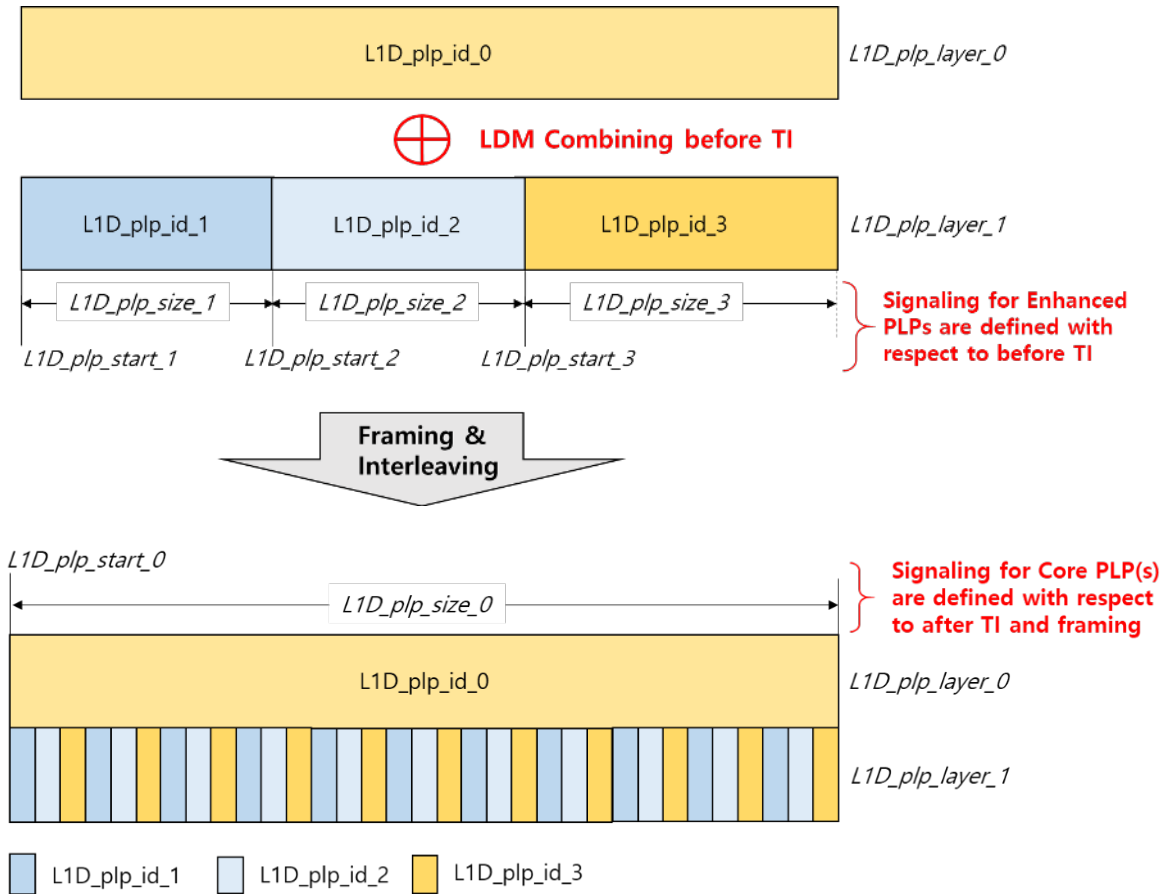 L1D_plp_id_0
L1D_plp_layer_0
LDM Combining before TI
L1D_plp_id_1
L1D_plp_id_2
L1D_plp_id_3
L1D_plp_layer_1
L1D_plp_size_1
L1D_plp_size_2
L1D_plp_size_3
L1D_plp_start_1
L1D_plp_start_2
L1D_plp_start_3
Signaling for Enhanced
PLPs are defined with
respect to before TI
Framing &
Interleaving
L1D_plp_start_0
L1D_plp_size_0
Signaling for Core PLP(s)
are defined with respect
to after TI and framing
L1D_plp_id_0
L1D_plp_layer_0
L1D_plp_layer_1
L1D_plp_id_1
L1D_plp_id_2
L1D_plp_id_3